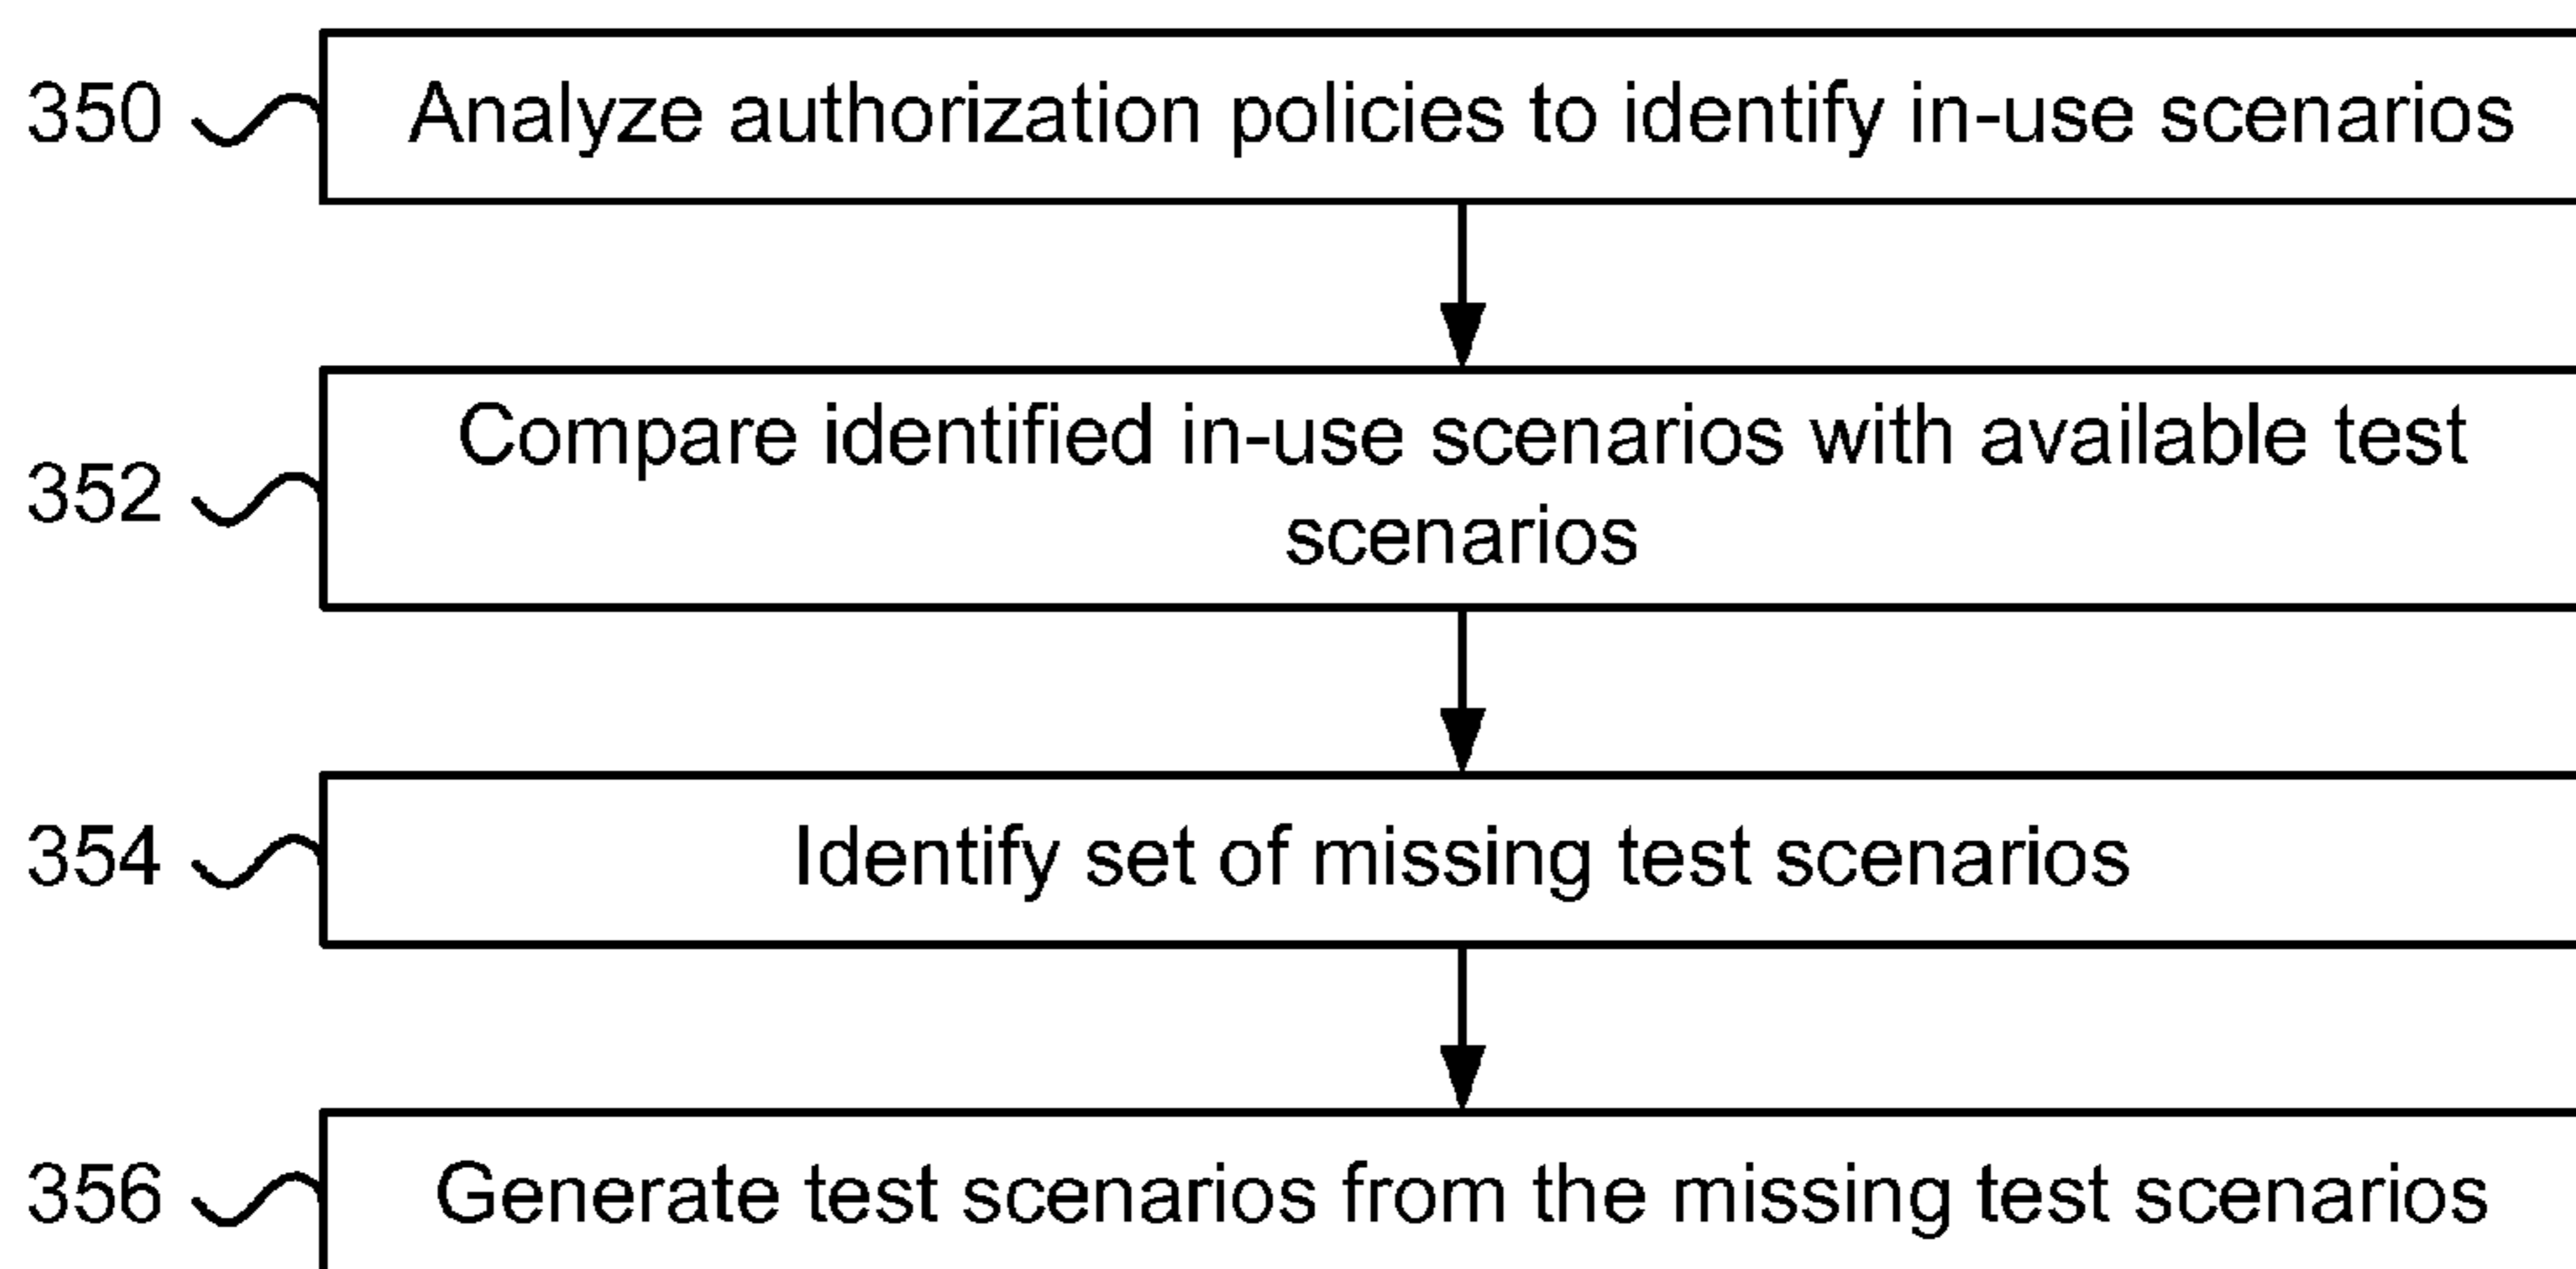 350 Analyze authorization policies to identify in-use scenarios
Compare identified in-use scenarios with available test
352
scenarios
354 Identify set of missing test scenarios
356 Generate test scenarios from the missing test scenarios